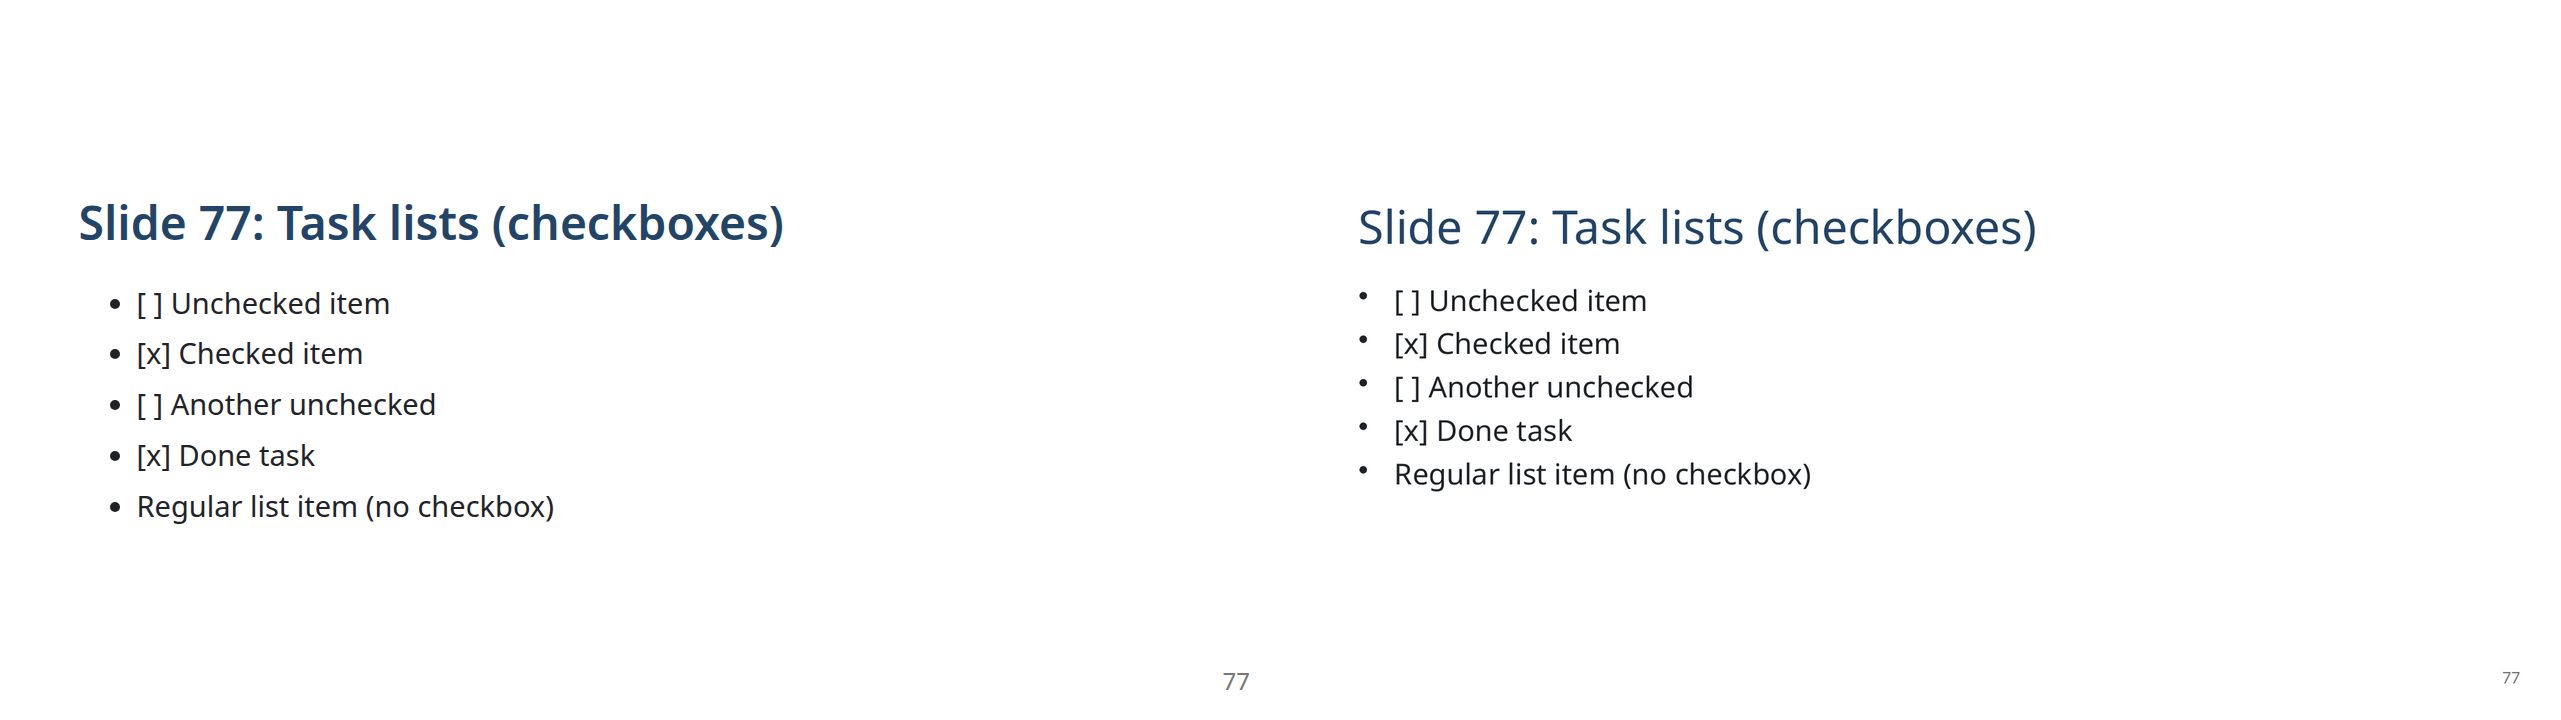 Slide 77: Task lists (checkboxes)
• [ ] Unchecked item
• [x] Checked item
• [ ] Another unchecked
• [x] Done task
• Regular list item (no checkbox)
77
Slide 77: Task lists (checkboxes)
• [ ] Unchecked item
• [x] Checked item
• [ ] Another unchecked
• [x] Done task
• Regular list item (no checkbox)
77